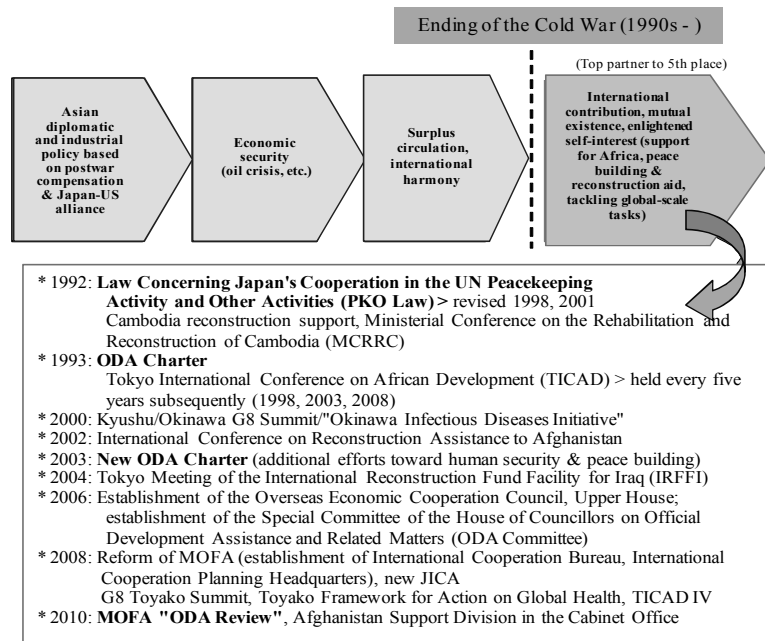 Ending of the Cold War (1990s - )
(Top partner to 5th place)
Asian
diplomatic
and industrial
policy based
on postwar
compensation
& Japan-US
alliance
Economic
security
(oil crisis, etc.)
Surplus
circulation,
international
harmony
International
contribution, mutual
existence, enlightened
self-interest (support
for Africa, peace
building &
reconstruction aid,
tackling global-scale
tasks)
* 1992: Law Concerning Japan's Cooperation in the UN Peacekeeping
Activity and Other Activities (PKO Law) > revised 1998, 2001
Cambodia reconstruction support, Ministerial Conference on the Rehabilitation and
Reconstruction of Cambodia (MCRRC)
* 1993: ODA Charter
Tokyo International Conference on African Development (TICAD) > held every five
years subsequently (1998, 2003, 2008)
* 2000: Kyushu/Okinawa G8 Summit/"Okinawa Infectious Diseases Initiative"
* 2002: International Conference on Reconstruction Assistance to Afghanistan
* 2003: New ODA Charter (additional efforts toward human security & peace building)
* 2004: Tokyo Meeting of the International Reconstruction Fund Facility for Iraq (IRFFI)
* 2006: Establishment of the Overseas Economic Cooperation Council, Upper House;
establishment of the Special Committee of the House of Councillors on Official
Development Assistance and Related Matters (ODA Committee)
* 2008: Reform of MOFA (establishment of International Cooperation Bureau, International
Cooperation Planning Headquarters), new JICA
G8 Toyako Summit, Toyako Framework for Action on Global Health, TICAD IV
* 2010: MOFA "ODA Review", Afghanistan Support Division in the Cabinet Office